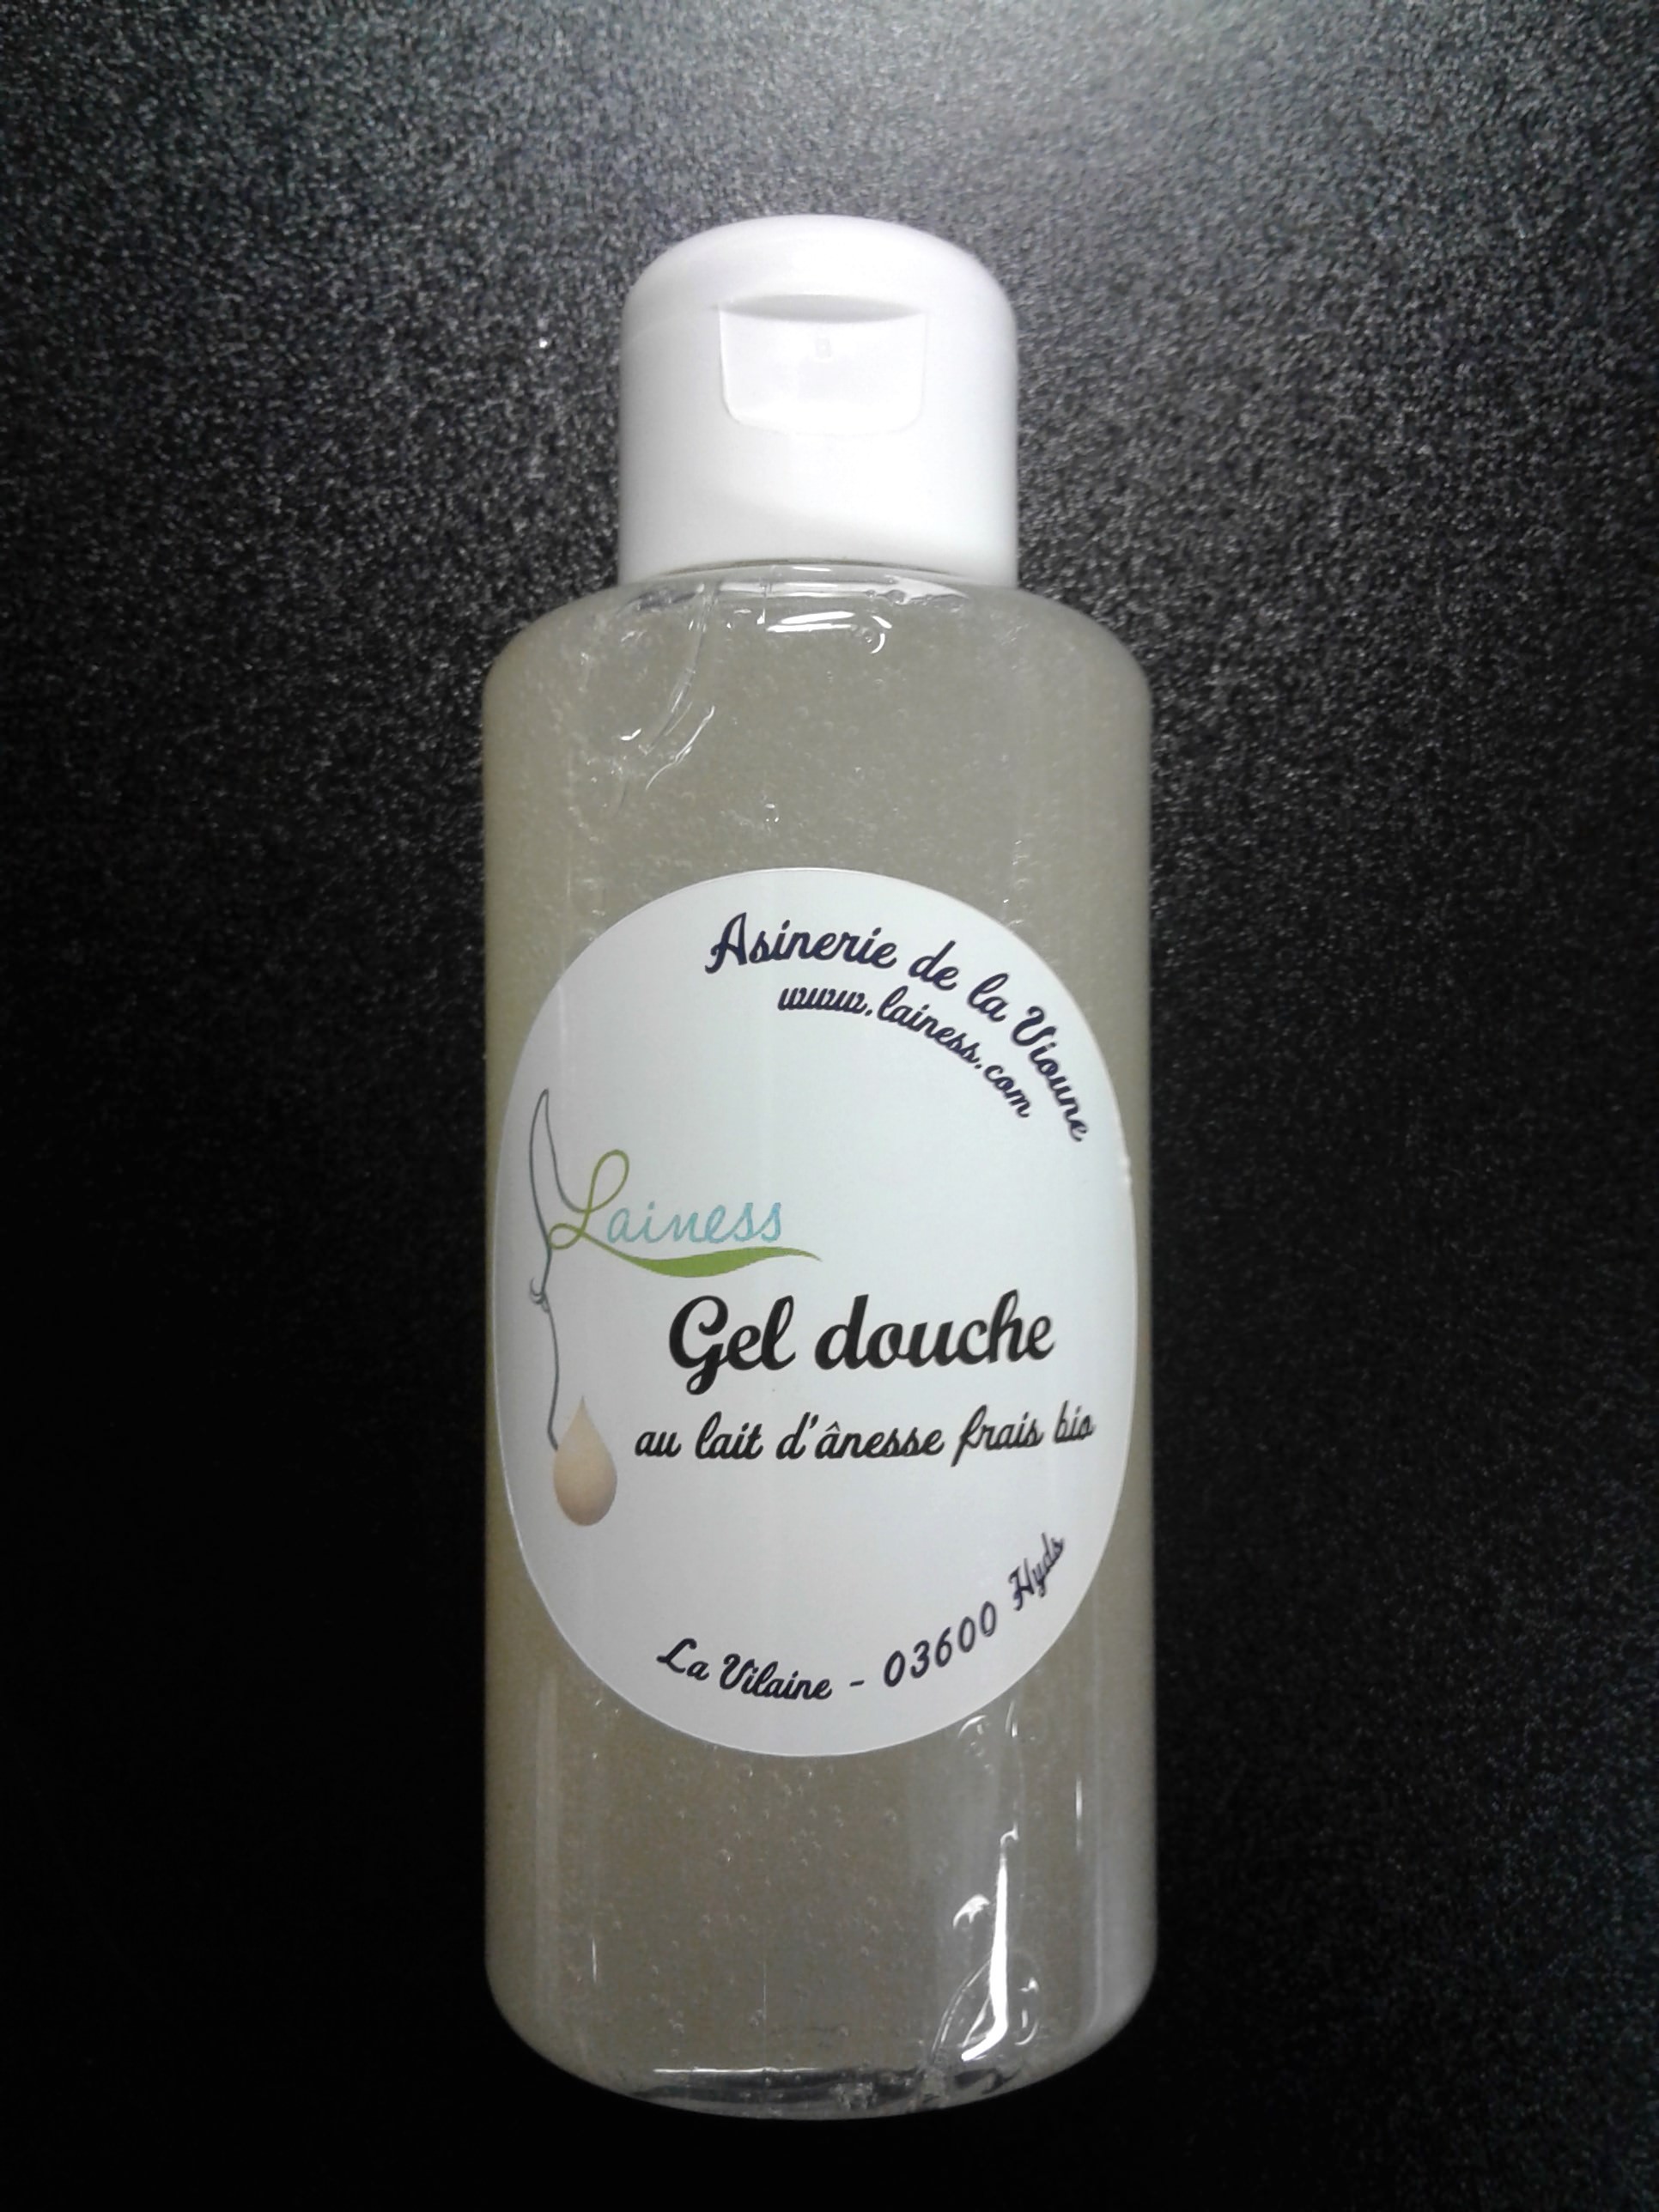 Asinerie de la Vioune
www.lainess.com
Lainess
Gel douche
au lait d'ânesse frais bio
La Vilaine - 03600 Hyds